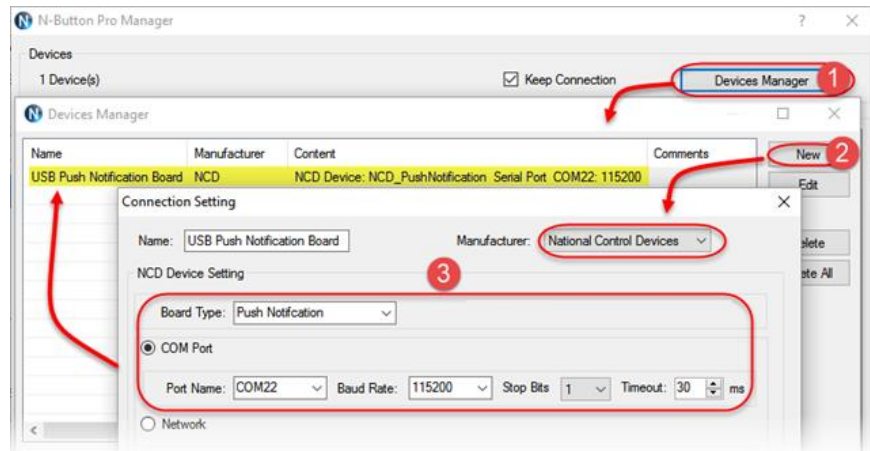 N-Button Pro Manager ? ×
Devices
1 Device(s) Keep Connection Devices Manager 1
Devices Manager
Name Manufacturer Content Comments New 2
USB Push Notification Board NCD NCD Device: NCD_PushNotification Serial Port COM22: 115200 Edit
Connection Setting
Name: USB Push Notification Board Manufacturer: National Control Devices
NCD Device Setting 3
Board Type: Push Notifcation
COM Port
Port Name: COM22 Baud Rate: 115200 Stop Bits 1 Timeout: 30 ms
Network